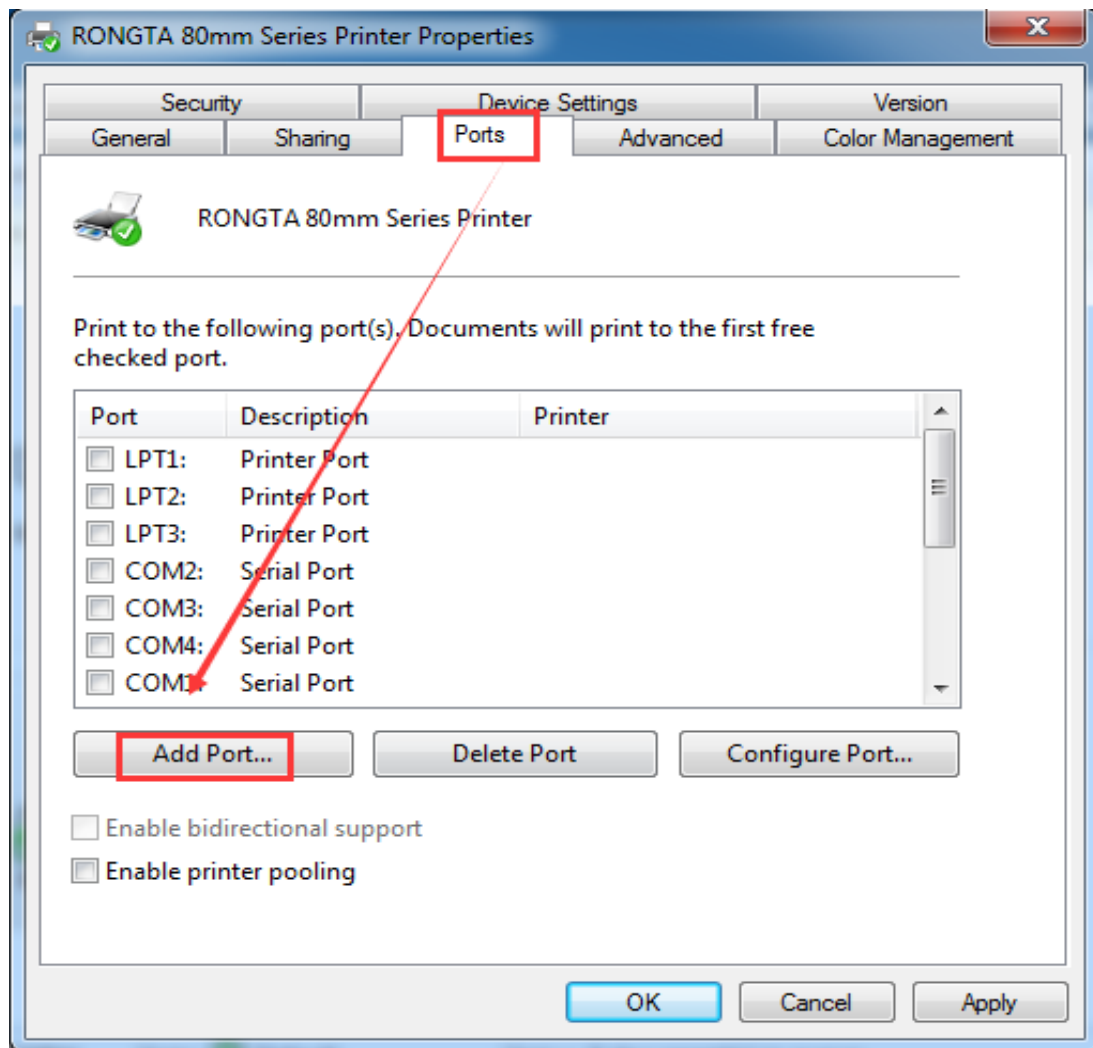 RONGTA 80mm Series Printer Properties
Security Device Settings Version
General Sharing Ports Advanced Color Management
RONGTA 80mm Series Printer
Print to the following port(s). Documents will print to the first free
checked port.
Port Description Printer
LPT1: Printer Port
LPT2: Printer Port
LPT3: Printer Port
COM2: Serial Port
COM3: Serial Port
COM4: Serial Port
COM1: Serial Port
Add Port... Delete Port Configure Port...
Enable bidirectional support
Enable printer pooling
OK Cancel Apply